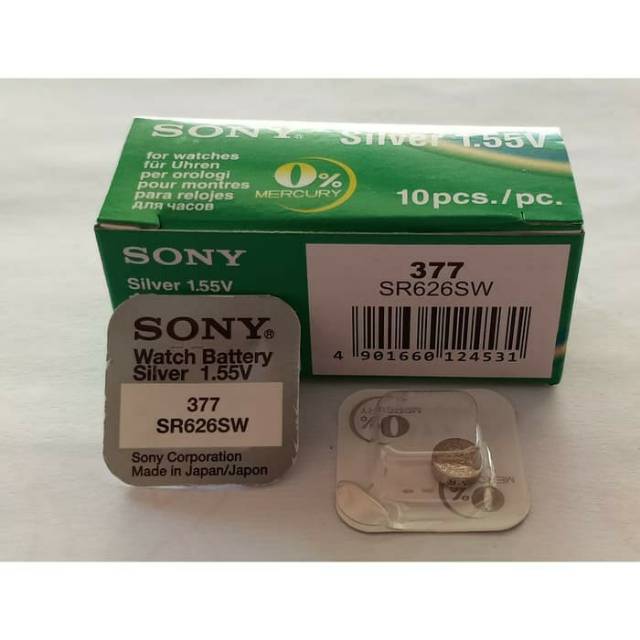 SONY®
Silver 1.55V
for watches
für Uhren
per orologi
pour montres
para relojes
для часов
0%
MERCURY
10pcs./pc.
SONY
Silver 1.55V
377
SR626SW
4 901660 124531
SONY®
Watch Battery
Silver 1.55V
377
SR626SW
Sony Corporation
Made in Japan/Japon
0%
0%